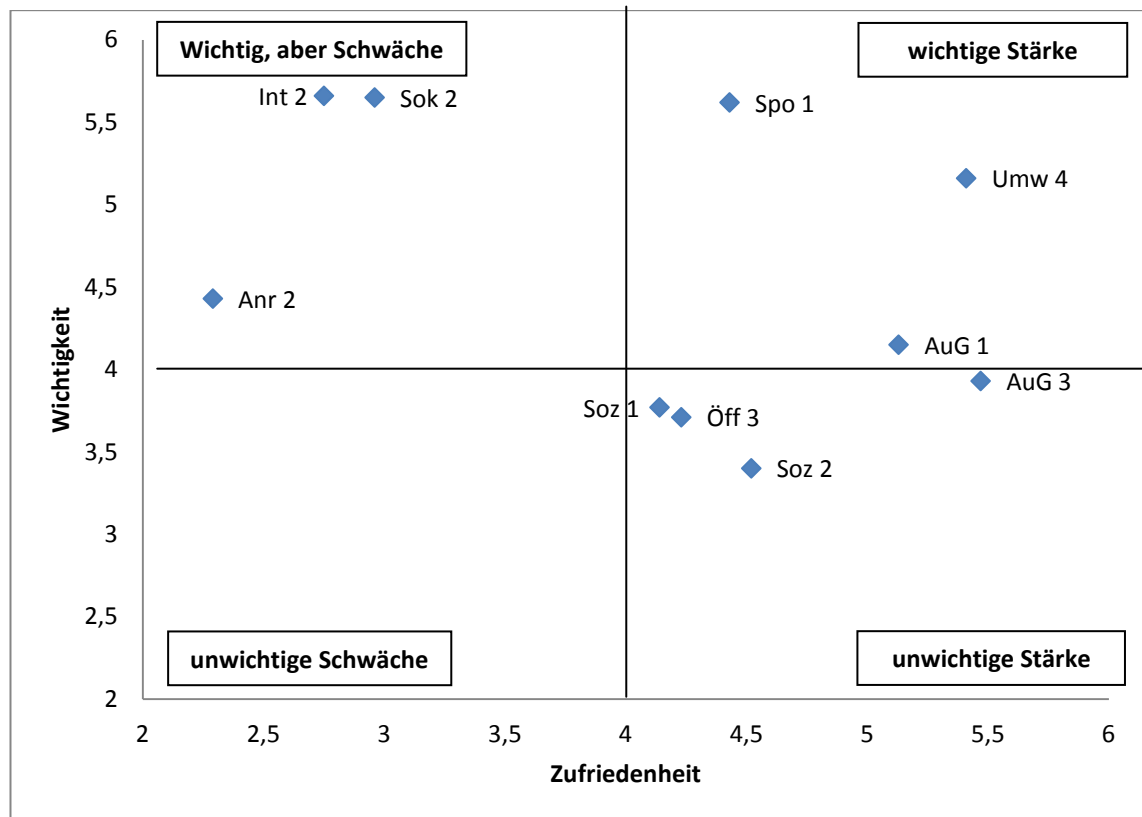 6
Wichtig, aber Schwäche
wichtige Stärke
Int 2
Sok 2
Spo 1
5,5
Umw 4
5
4,5
Anr 2
AuG 1
4
AuG 3
Soz 1
Öff 3
3,5
Soz 2
3
2,5
unwichtige Schwäche
unwichtige Stärke
2
Wichtigkeit
2 2,5 3 3,5 4 4,5 5 5,5 6
Zufriedenheit